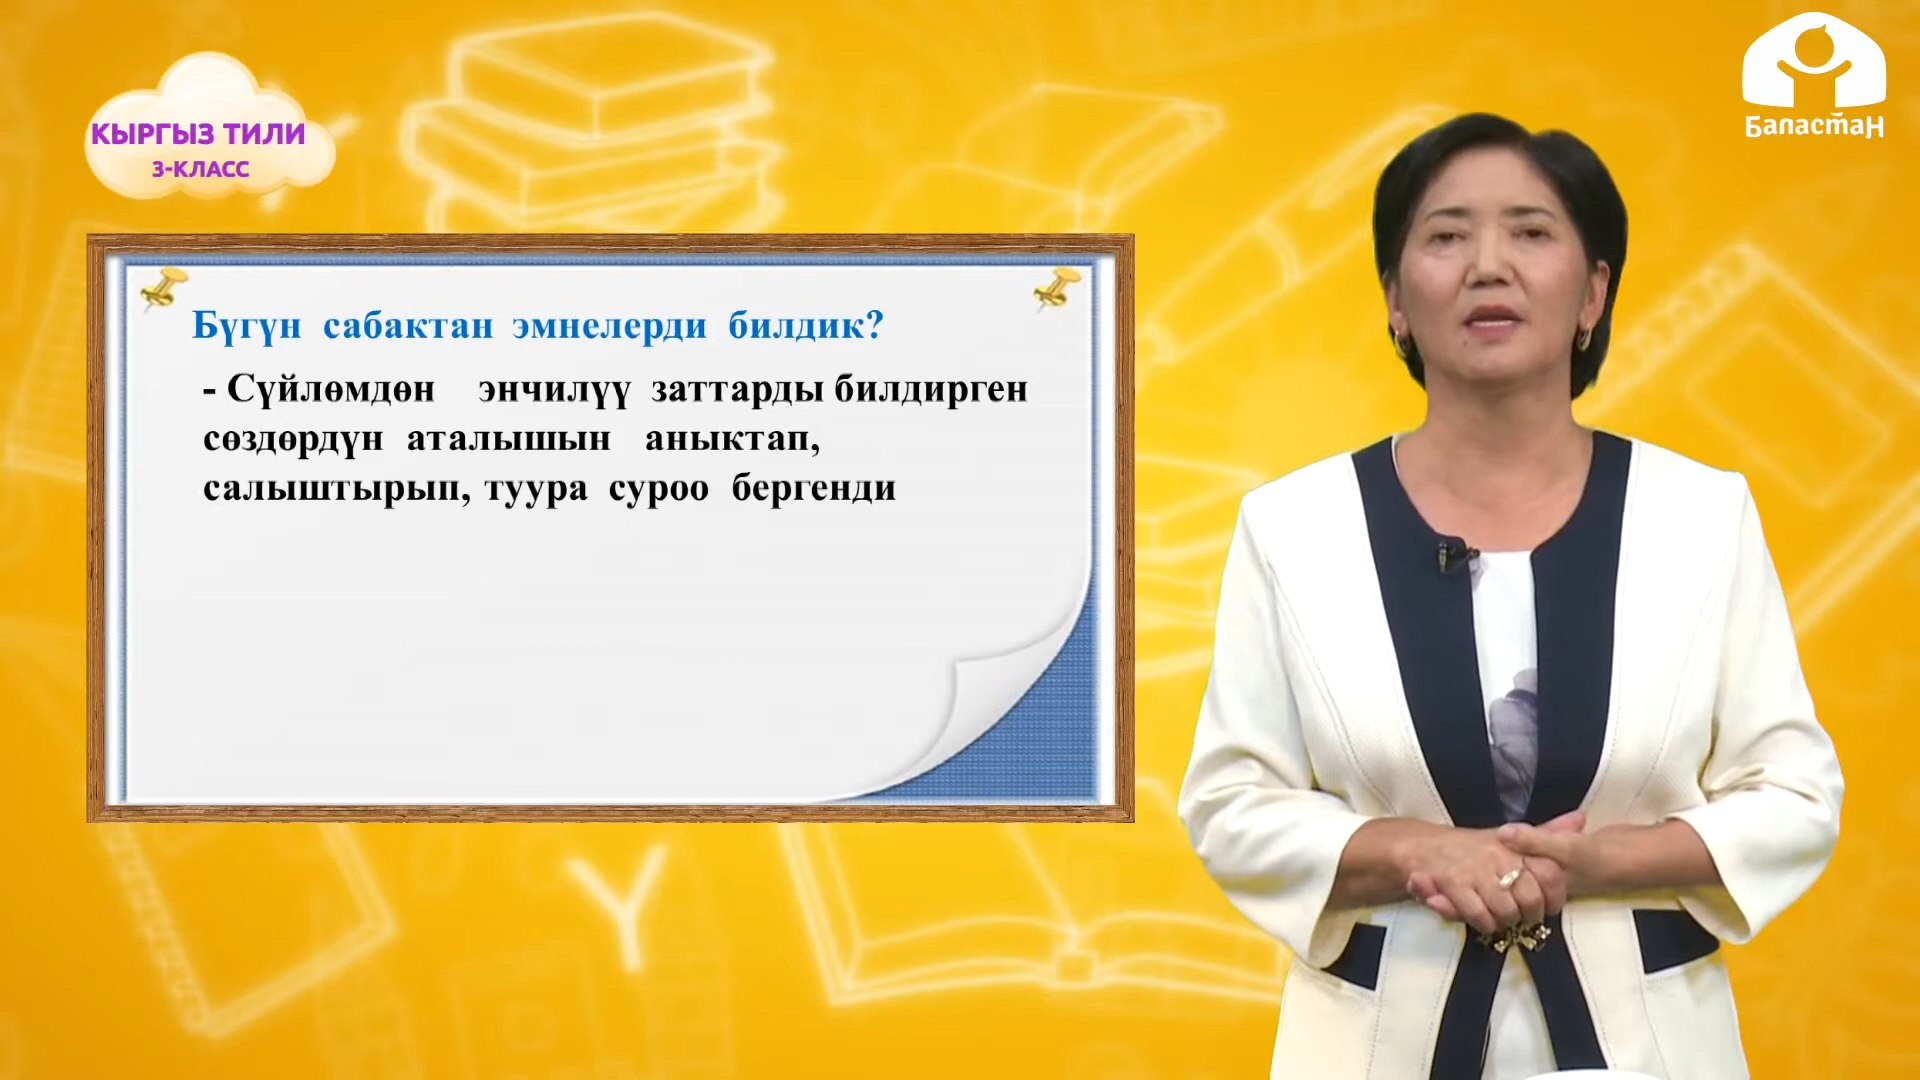 КЫРГЫЗ ТИЛИ
3-КЛАСС
Баластан
Бүгүн сабактан эмнелерди билдик?
- Сүйлөмдөн энчилүү заттарды билдирген
сөздөрдүн аталышын аныктап,
салыштырып, туура суроо бергенди